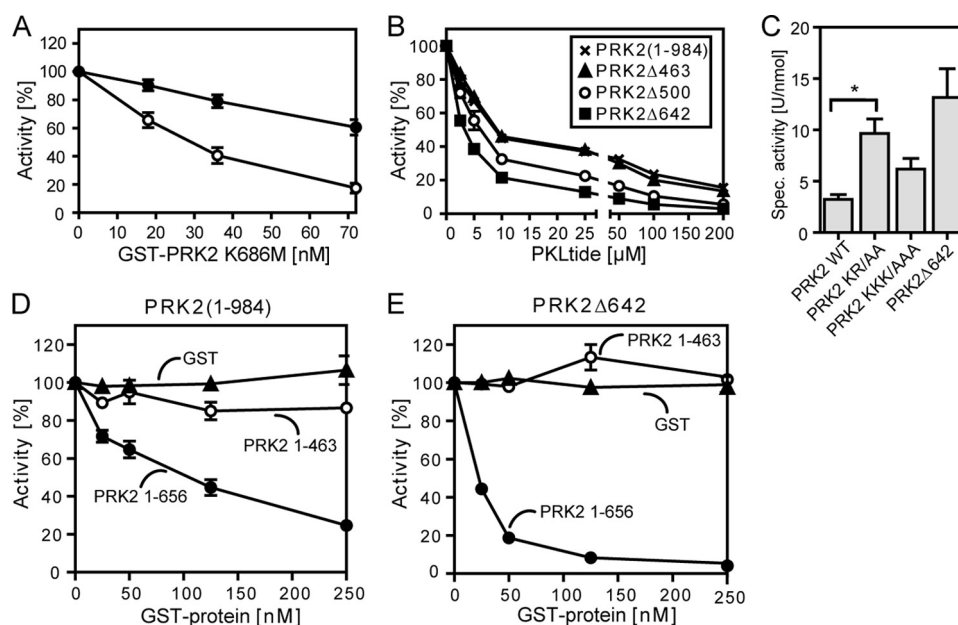 A
Activity [%]
120
100
80
60
40
20
0
0 10 20 30 40 50 60 70
GST-PRK2 K686M [nM]
B
Activity [%]
100
80
60
40
20
0
0 5 10 15 20 25 50 100 200
PKLtide [µM]
PRK2(1-984)
PRK2Δ463
PRK2Δ500
PRK2Δ642
C
Spec. activity [U/nmol]
20
15
10
5
0
*
PRK2 WT
PRK2 KR/AA
PRK2 KKK/AAA
PRK2Δ642
D
PRK2(1-984)
Activity [%]
120
100
80
60
40
20
0
GST
PRK2 1-463
PRK2 1-656
0 50 100 150 200 250
GST-protein [nM]
E
PRK2Δ642
Activity [%]
120
100
80
60
40
20
0
PRK2 1-463
GST
PRK2 1-656
0 50 100 150 200 250
GST-protein [nM]